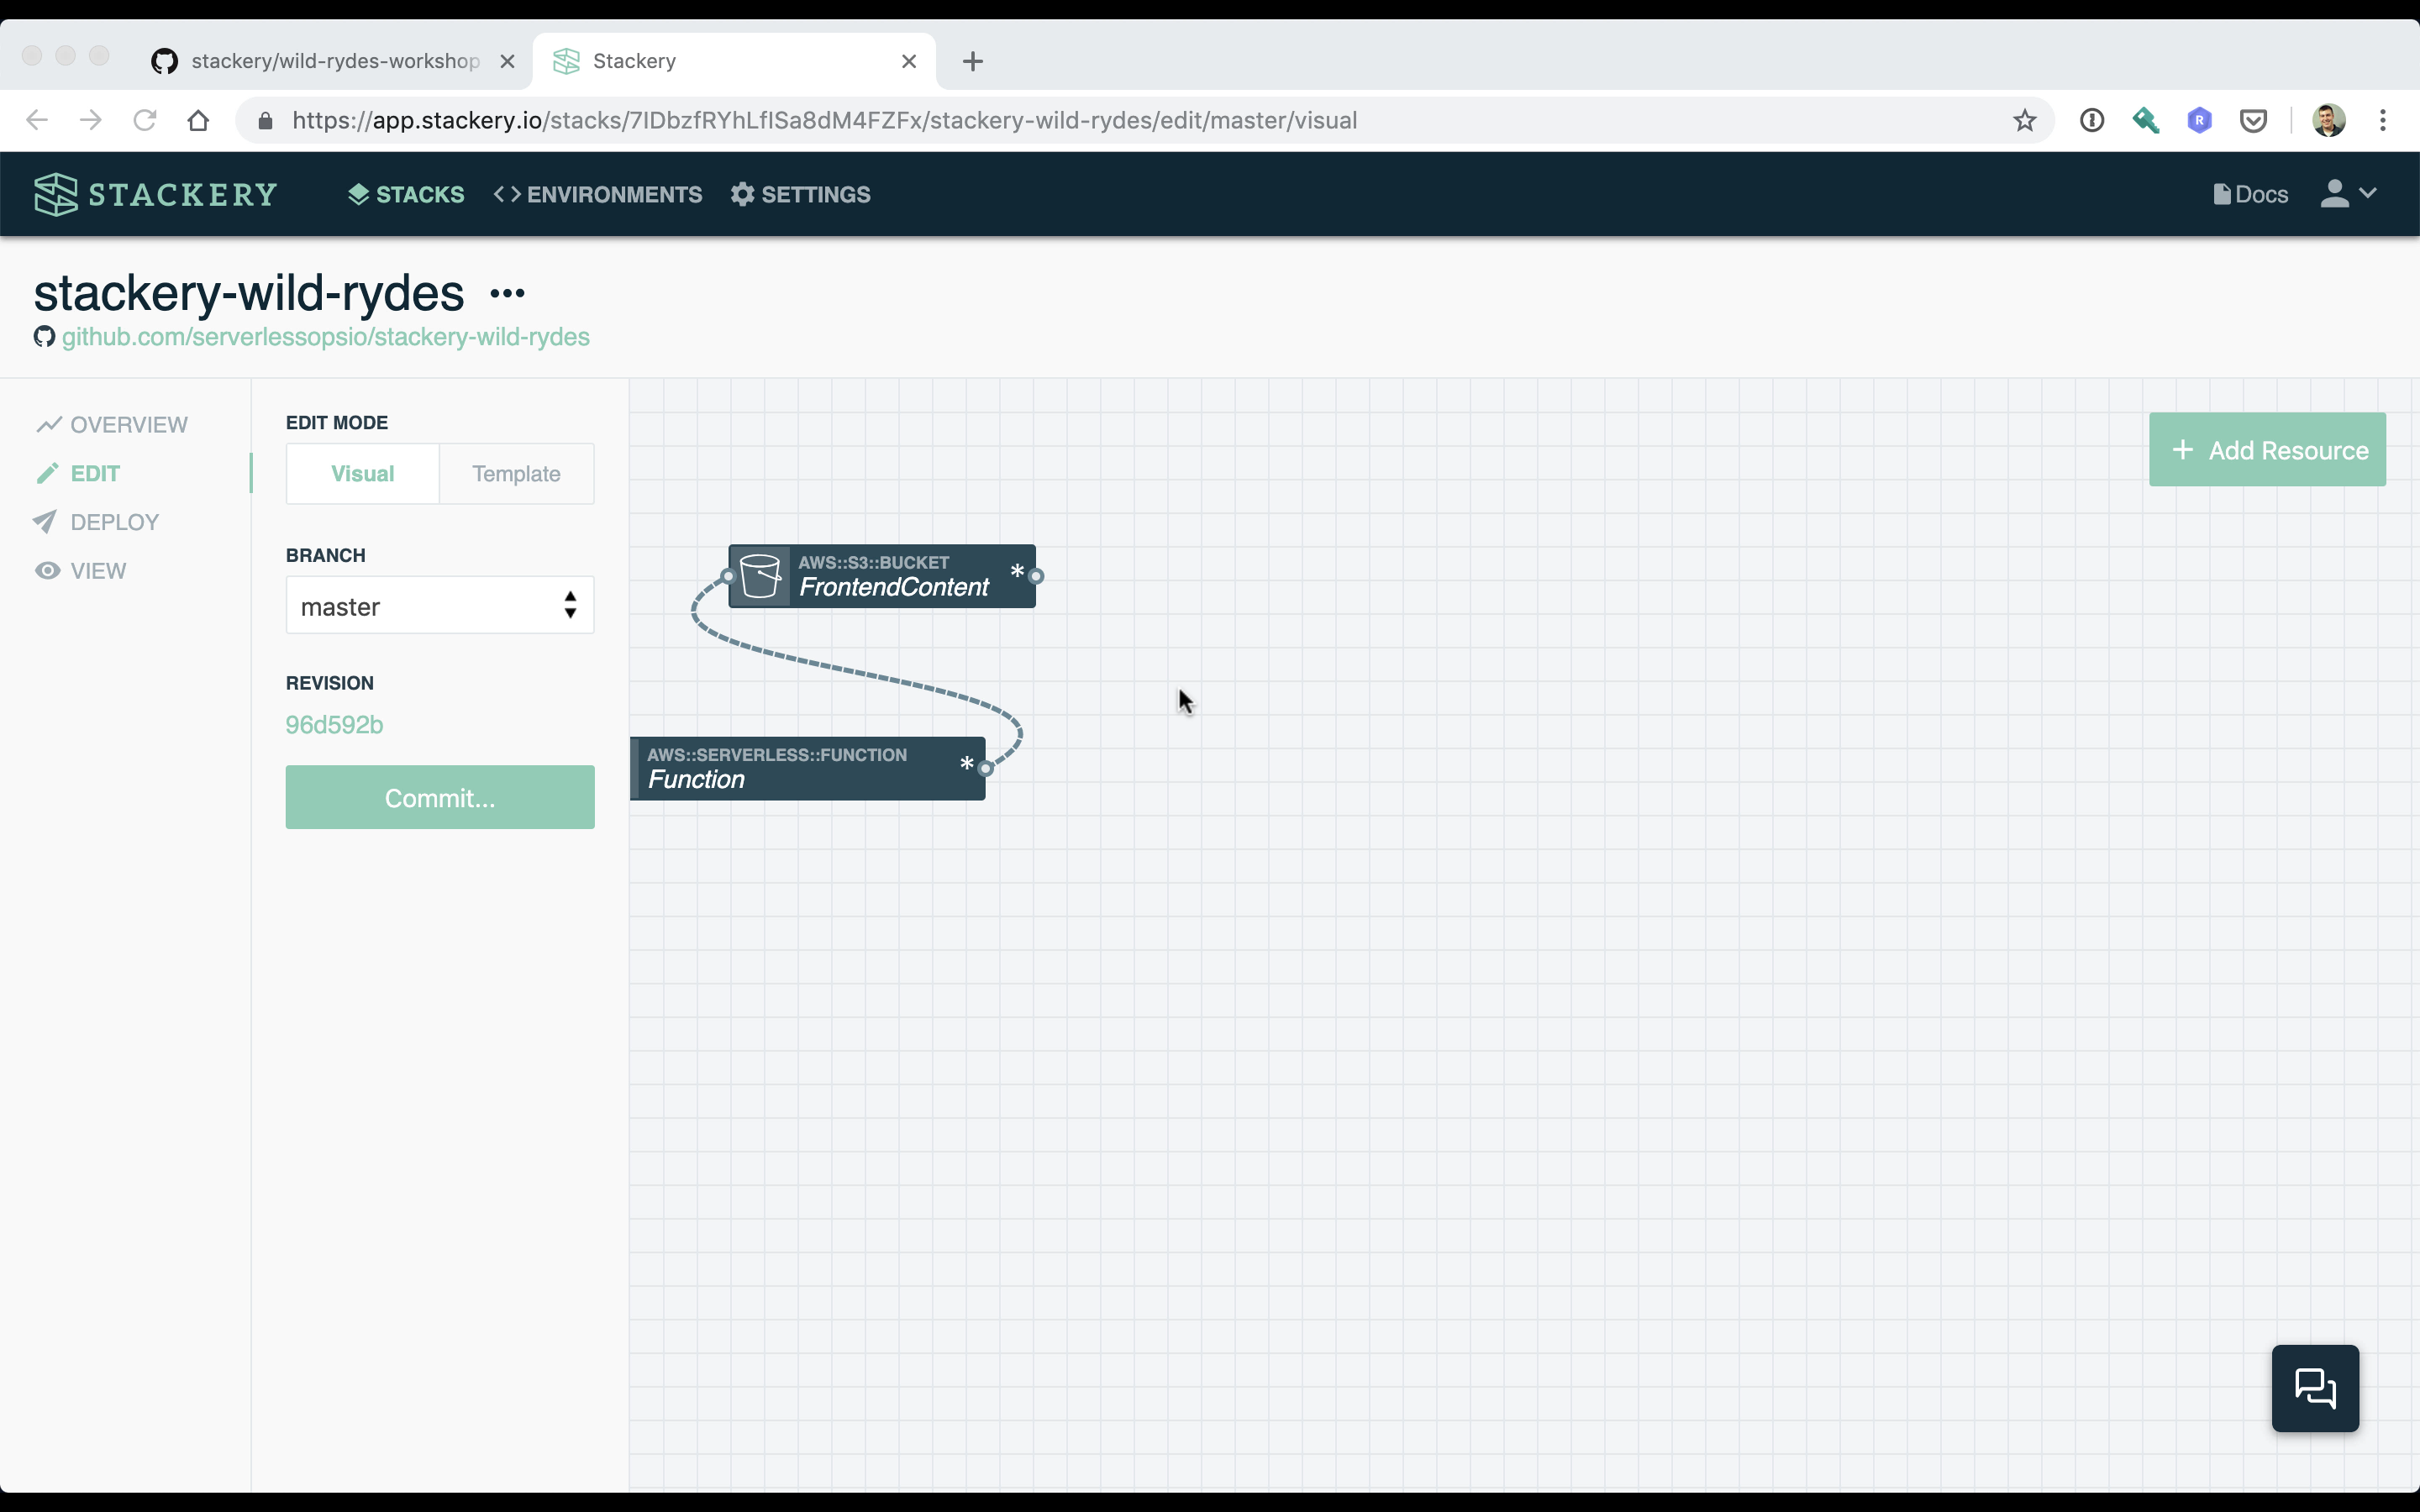 stackery/wild-rydes-workshop
Stackery
https://app.stackery.io/stacks/7IDbzfRYhLfISa8dM4FZFx/stackery-wild-rydes/edit/master/visual
STACKERY
STACKS
ENVIRONMENTS
SETTINGS
Docs
stackery-wild-rydes
github.com/serverlessopsio/stackery-wild-rydes
OVERVIEW
EDIT
DEPLOY
VIEW
EDIT MODE
Visual
Template
BRANCH
master
REVISION
96d592b
Commit...
+ Add Resource
AWS::S3::BUCKET
FrontendContent *
AWS::SERVERLESS::FUNCTION
Function *